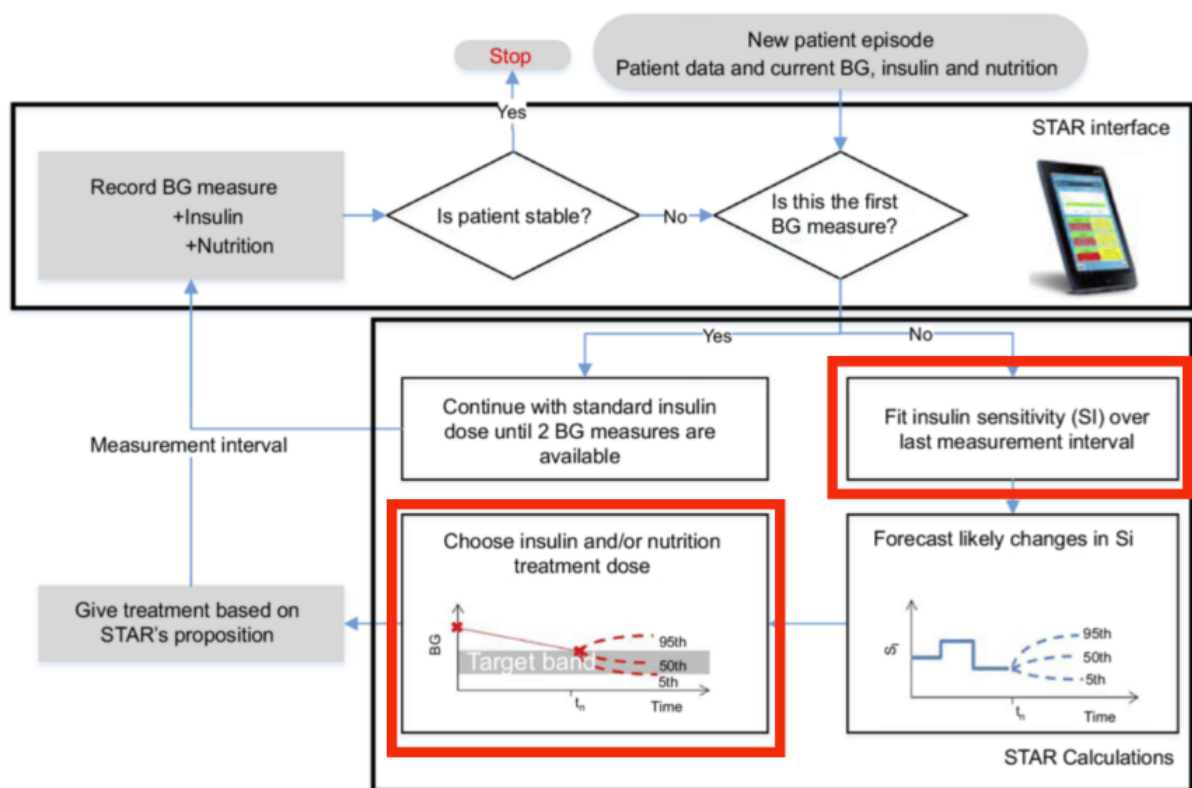 Stop
New patient episode
Patient data and current BG, insulin and nutrition
Yes
STAR interface
Record BG measure
+Insulin
+Nutrition
Is patient stable?
No
Is this the first
BG measure?
Yes
No
Continue with standard insulin
dose until 2 BG measures are
available
Fit insulin sensitivity (SI) over
last measurement interval
Measurement interval
Choose insulin and/or nutrition
treatment dose
BG
Target band
95th
50th
5th
tn
Time
Forecast likely changes in Si
SI
95th
50th
5th
tn
Time
Give treatment based on
STAR's proposition
STAR Calculations